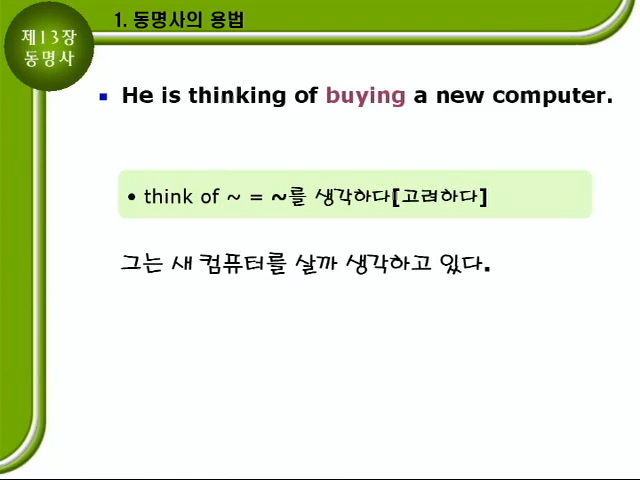 제13장
동명사
1. 동명사의 용법
▪ He is thinking of buying a new computer.
• think of ~ = ~를 생각하다[고려하다]
그는 새 컴퓨터를 살까 생각하고 있다.